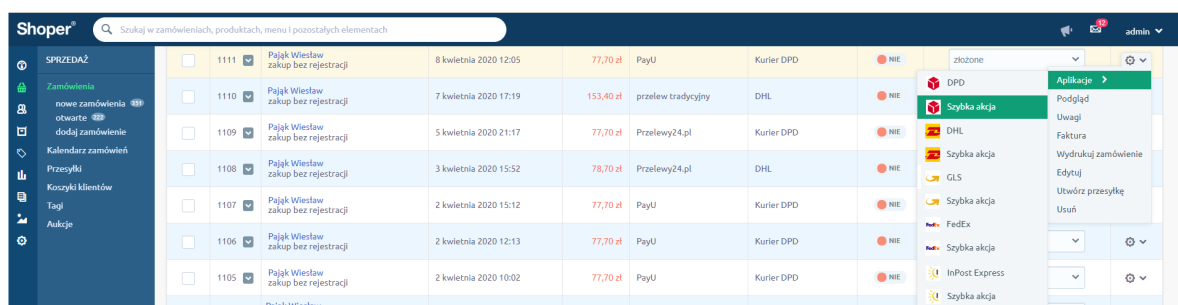 Shoper®
Szukaj w zamówieniach, produktach, menu i pozostałych elementach
12
admin
SPRZEDAŻ
Zamówienia
nowe zamówienia 351
otwarte 222
dodaj zamówienie
Kalendarz zamówień
Przesyłki
Koszyki klientów
Tagi
Aukcje
1111 Pająk Wiesław 8 kwietnia 2020 12:05 77,70 zł PayU Kurier DPD NIE złożone
zakup bez rejestracji
1110 Pająk Wiesław 7 kwietnia 2020 17:19 153,40 zł przelew tradycyjny DHL NIE
zakup bez rejestracji
1109 Pająk Wiesław 5 kwietnia 2020 21:17 77,70 zł Przelewy24.pl Kurier DPD NIE
zakup bez rejestracji
1108 Pająk Wiesław 3 kwietnia 2020 15:52 78,70 zł Przelewy24.pl DHL NIE
zakup bez rejestracji
1107 Pająk Wiesław 2 kwietnia 2020 15:12 77,70 zł PayU Kurier DPD NIE
zakup bez rejestracji
1106 Pająk Wiesław 2 kwietnia 2020 12:13 77,70 zł PayU Kurier DPD NIE
zakup bez rejestracji
1105 Pająk Wiesław 2 kwietnia 2020 10:02 77,70 zł PayU Kurier DPD NIE
zakup bez rejestracji
Pająk Wiesław
DPD
Szybka akcja
DHL
Szybka akcja
GLS
Szybka akcja
FedEx
FedEx
FedEx
Szybka akcja
InPost Express
Szybka akcja
Aplikacje
Podgląd
Uwagi
Faktura
Wydrukuj zamówienie
Edytuj
Utwórz przesyłkę
Usuń